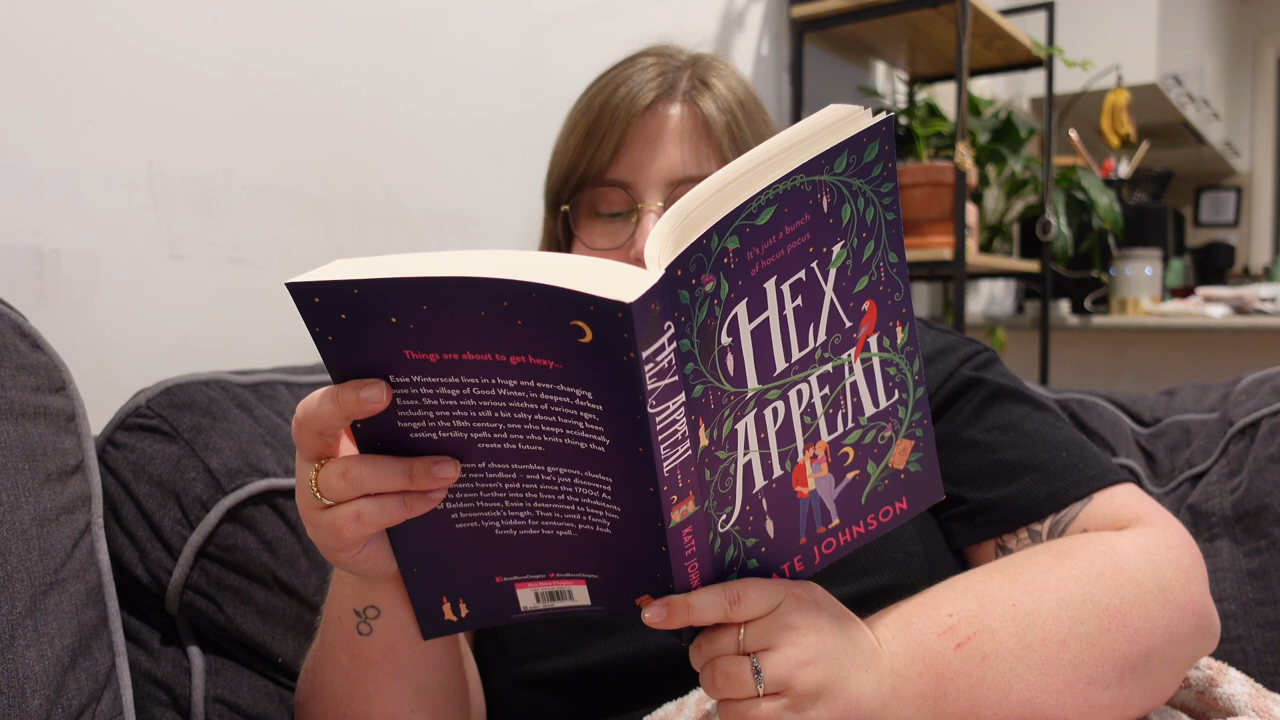 Things are about to get hexy...
Essie Winterscale lives in a huge and ever-changing
in the village of Good Winter, in deepest, darkest
Essex. She lives with various witches of various ages,
including one who is still a bit salty about having been
hanged in the 18th century, one who keeps accidentally
casting fertility spells and one who knits things that
create the future.
of chaos stumbles gorgeous, clueless
new landlord – and he's just discovered
haven't paid rent since the 1700s! As
is drawn further into the lives of the inhabitants
of Beldam House, Essie is determined to keep him
at broomstick's length. That is, until a family
secret, lying hidden for centuries, puts Josh
firmly under her spell...
OneMoreChapter OneMoreChapter_
One More Chapter
HEX APPEAL
KATE JOHN
It's just a bunch
of hocus pocus
HEX
APPEAL
ATE JOHNSON